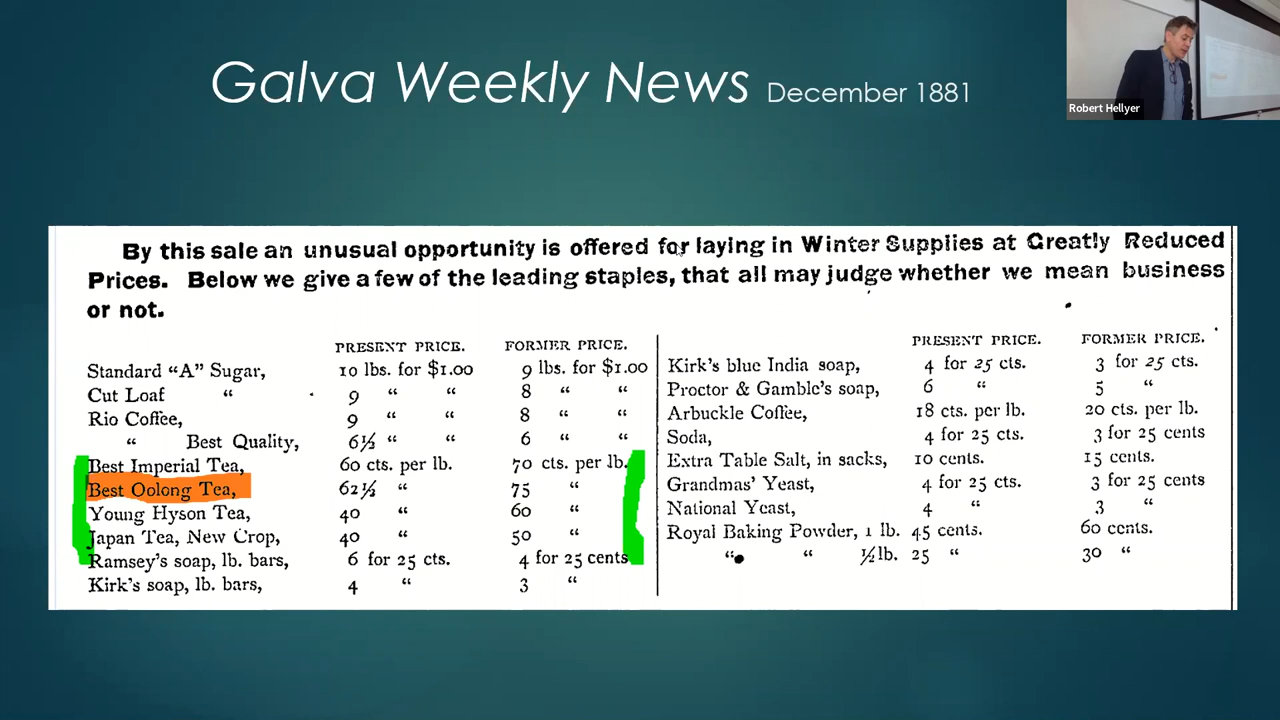 Galva Weekly News December 1881
Robert Hellyer
By this sale an unusual opportunity is offered for laying in Winter Supplies at Greatly Reduced
Prices. Below we give a few of the leading staples, that all may judge whether we mean business
or not.
PRESENT PRICE. FORMER PRICE.
Standard “A” Sugar, 10 lbs. for $1.00 9 lbs. for $1.00
Cut Loaf “ 9 “ “ 8 “ “
Rio Coffee, 9 “ “ 8 “ “
“ Best Quality, 6½ “ “ 6 “ “
Best Imperial Tea, 60 cts. per lb. 70 cts. per lb.
Best Oolong Tea, 62½ “ 75 “
Young Hyson Tea, 40 “ 60 “
Japan Tea, New Crop, 40 “ 50 “
Ramsey's soap, lb. bars, 6 for 25 cts. 4 for 25 cents
Kirk's soap, lb. bars, 4 “ 3 “
PRESENT PRICE. FORMER PRICE.
Kirk's blue India soap, 4 for 25 cts. 3 for 25 cts.
Proctor & Gamble's soap, 6 “ 5 “
Arbuckle Coffee, 18 cts. per lb. 20 cts. per lb.
Soda, 4 for 25 cts. 3 for 25 cents
Extra Table Salt, in sacks, 10 cents. 15 cents.
Grandmas' Yeast, 4 for 25 cts. 3 for 25 cents
National Yeast, 4 “ 3 “
Royal Baking Powder, 1 lb. 45 cents. 60 cents.
“ “ ½lb. 25 “ 30 “